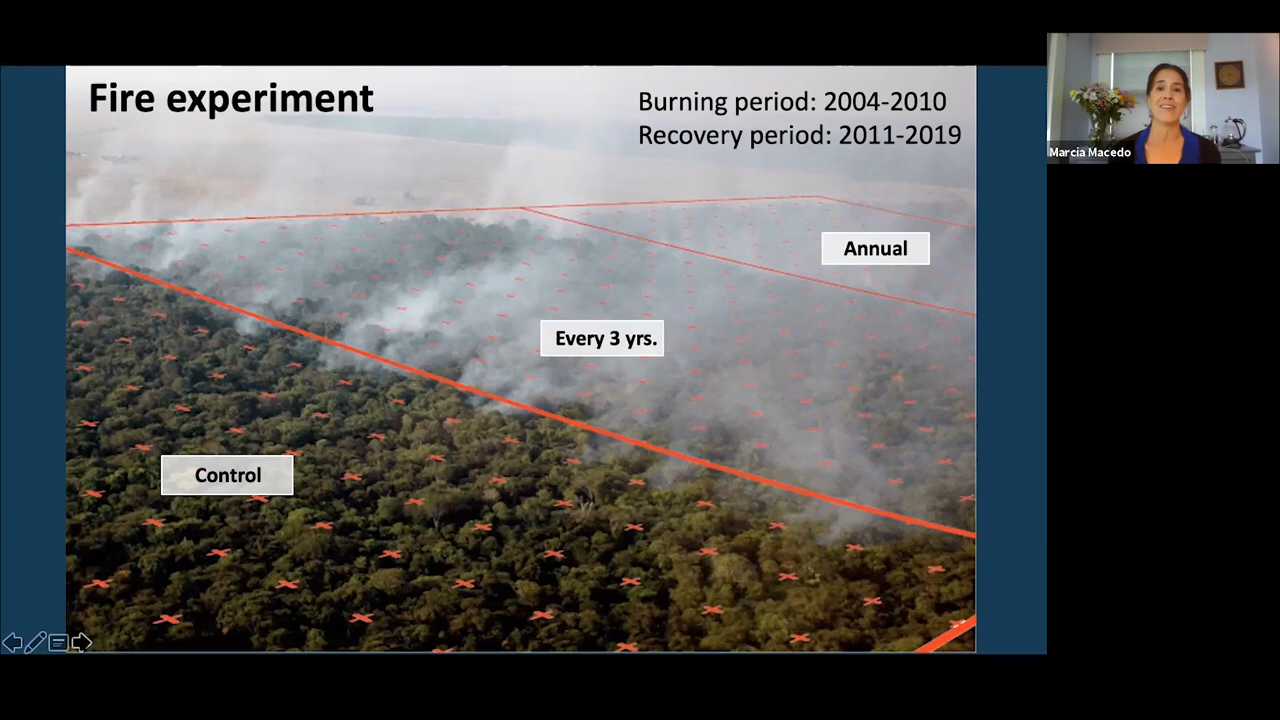 Fire experiment
Burning period: 2004-2010
Recovery period: 2011-2019
Annual
Every 3 yrs.
Control
Marcia Macedo